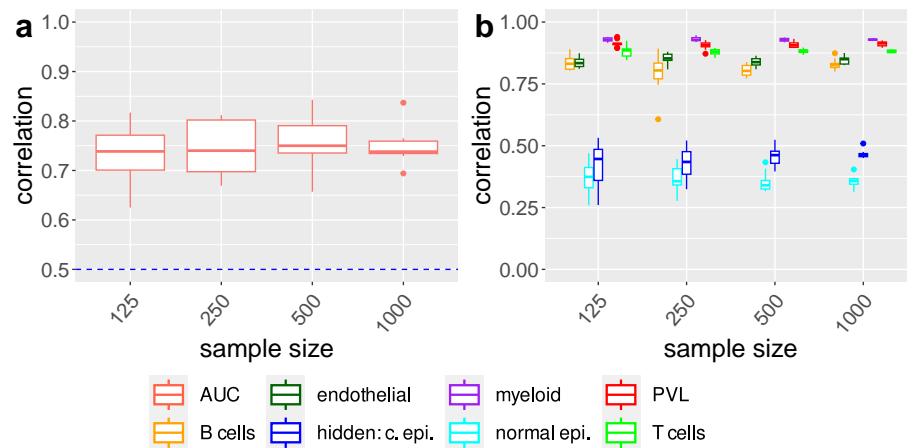 a
correlation
1.0
0.9
0.8
0.7
0.6
0.5
125
250
500
1000
sample size
b
correlation
1.00
0.75
0.50
0.25
0.00
125
250
500
1000
sample size
AUC
endothelial
myeloid
PVL
B cells
hidden: c. epi.
normal epi.
T cells